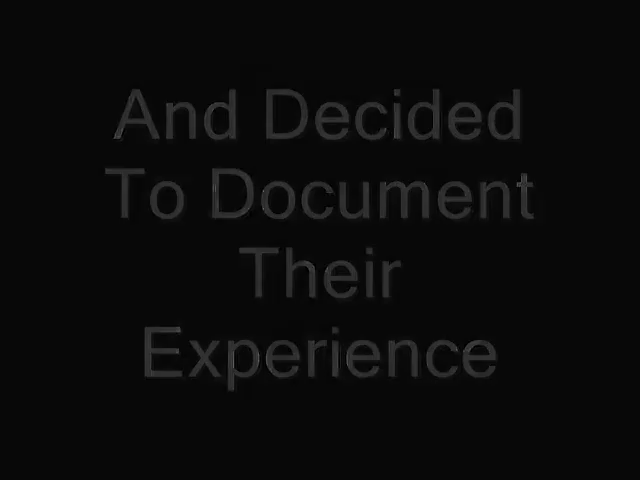 And Decided
To Document
Their
Experience